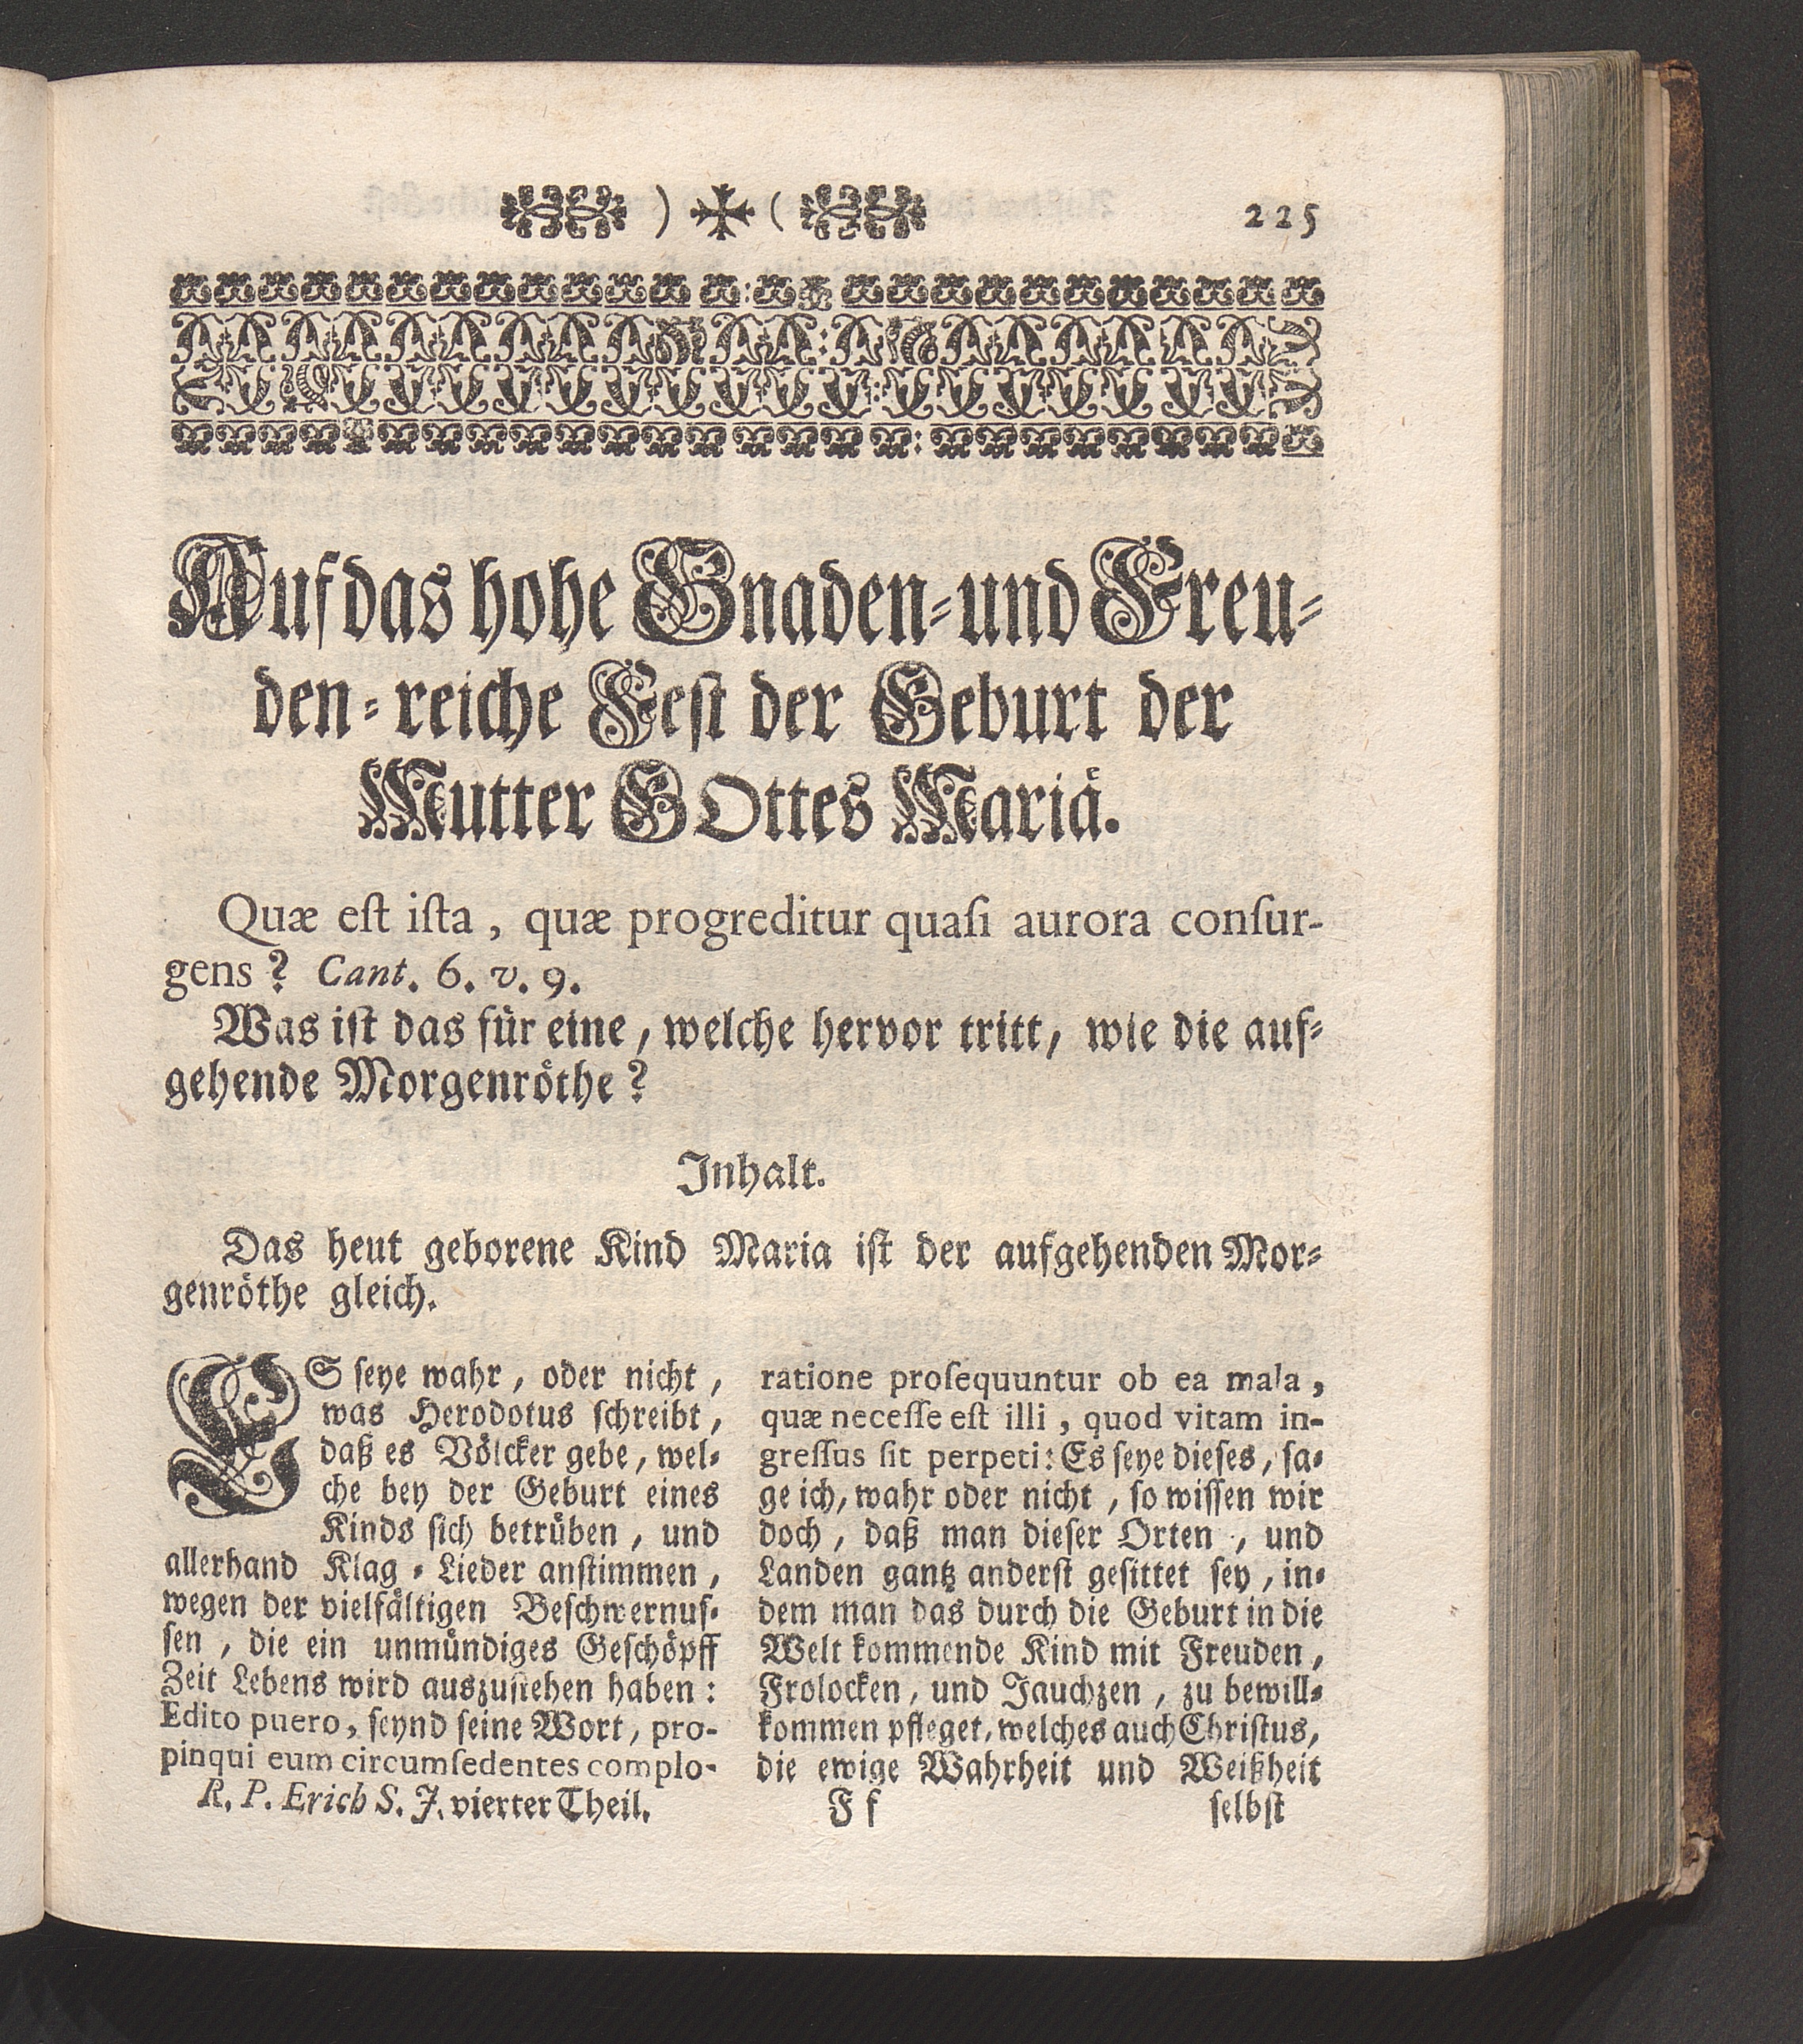 ) ✠ ( 225
Auf das hohe Gnaden- und Freu-
den-reiche Fest der Geburt der
Mutter GOttes Mariä.
Quæ eſt iſta, quæ progreditur quaſi aurora conſur-
gens? Cant. 6. v. 9.
Was iſt das für eine, welche hervor tritt, wie die auf-
gehende Morgenröthe?
Inhalt.
Das heut geborene Kind Maria iſt der aufgehenden Mor-
genröthe gleich.
ES ſeye wahr, oder nicht,
was Herodotus ſchreibt,
daß es Völcker gebe, wel-
che bey der Geburt eines
Kinds ſich betrüben, und
allerhand Klag-Lieder anſtimmen,
wegen der vielfältigen Beſchwernuſ-
ſen, die ein unmündiges Geſchöpff
Zeit Lebens wird auszuſtehen haben:
Edito puero, ſeynd ſeine Wort, pro-
pinqui eum circumſedentes complo-
ratione proſequuntur ob ea mala,
quæ neceſſe eſt illi, quod vitam in-
greſſus ſit perpeti: Es ſeye dieſes, ſa-
ge ich, wahr oder nicht, ſo wiſſen wir
doch, daß man dieſer Orten, und
Landen gantz anderſt geſittet ſey, in-
dem man das durch die Geburt in die
Welt kommende Kind mit Freuden,
Frolocken, und Jauchzen, zu bewill-
kommen pfleget, welches auch Chriſtus,
die ewige Wahrheit und Weißheit
R. P. Erich S. J. vierter Theil. F f ſelbſt